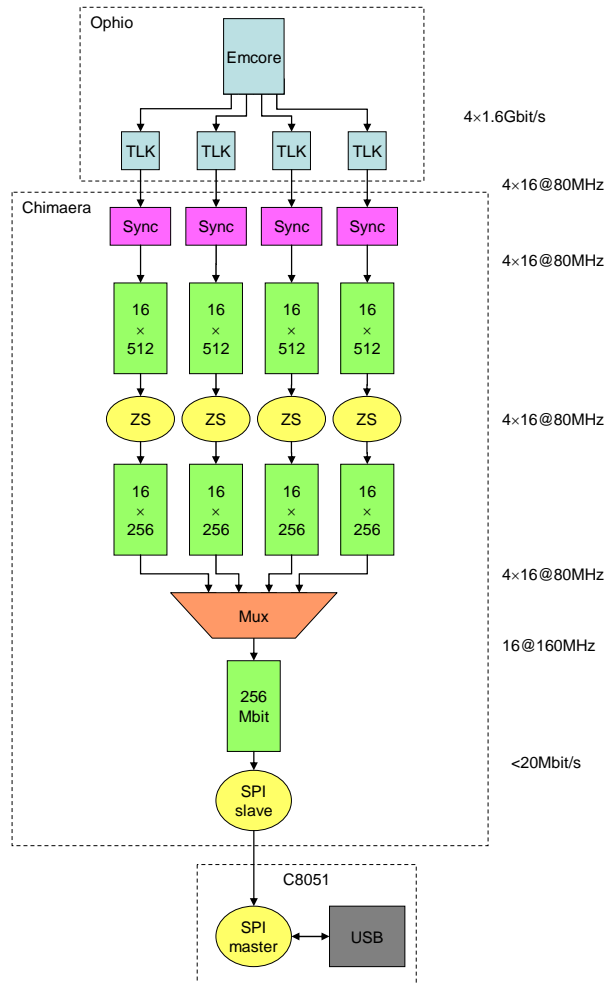 Ophio
Emcore
4×1.6Gbit/s
TLK TLK TLK TLK
4×16@80MHz
Chimaera
Sync Sync Sync Sync
4×16@80MHz
16 16 16 16
× × × ×
512 512 512 512
ZS ZS ZS ZS
4×16@80MHz
16 16 16 16
× × × ×
256 256 256 256
4×16@80MHz
Mux
16@160MHz
256
Mbit
<20Mbit/s
SPI
slave
C8051
SPI
master
USB